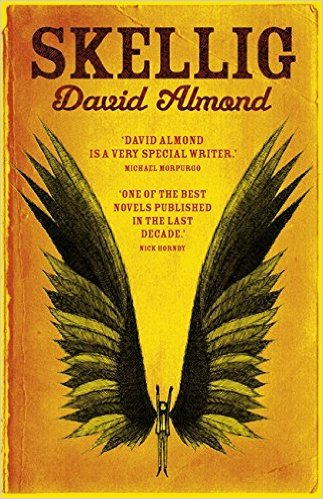 SKELLIG
David Almond
'DAVID ALMOND
IS A VERY SPECIAL WRITER.'
MICHAEL MORPURGO
'ONE OF THE BEST
NOVELS PUBLISHED
IN THE LAST
DECADE.'
NICK HORNBY